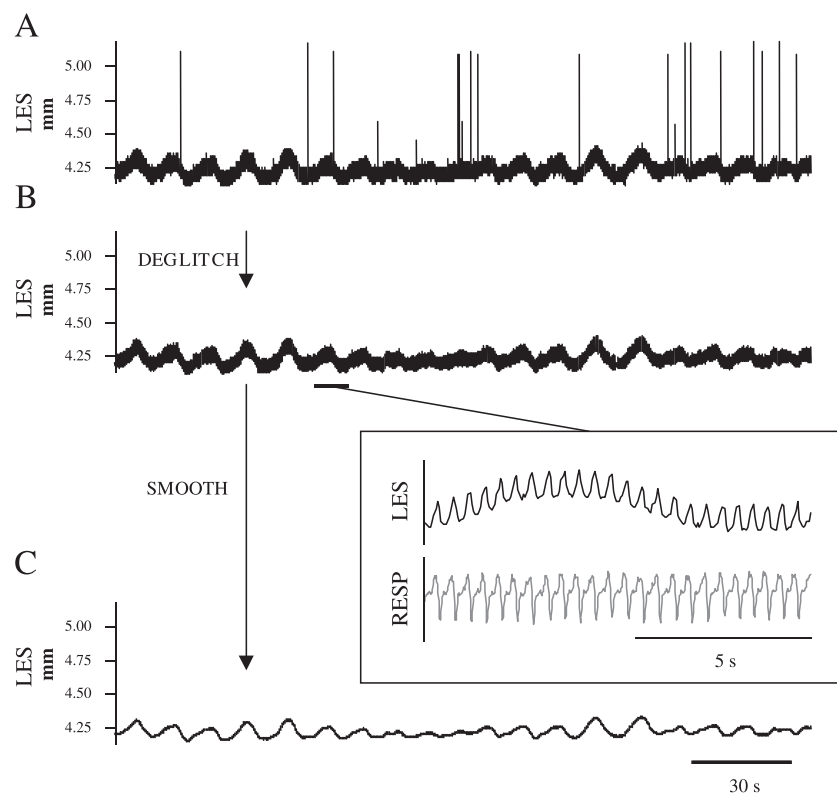 A
LES
mm
5.00
4.75
4.50
4.25
B
DEGLITCH
LES
mm
5.00
4.75
4.50
4.25
SMOOTH
LES
RESP
5 s
C
LES
mm
5.00
4.75
4.50
4.25
30 s